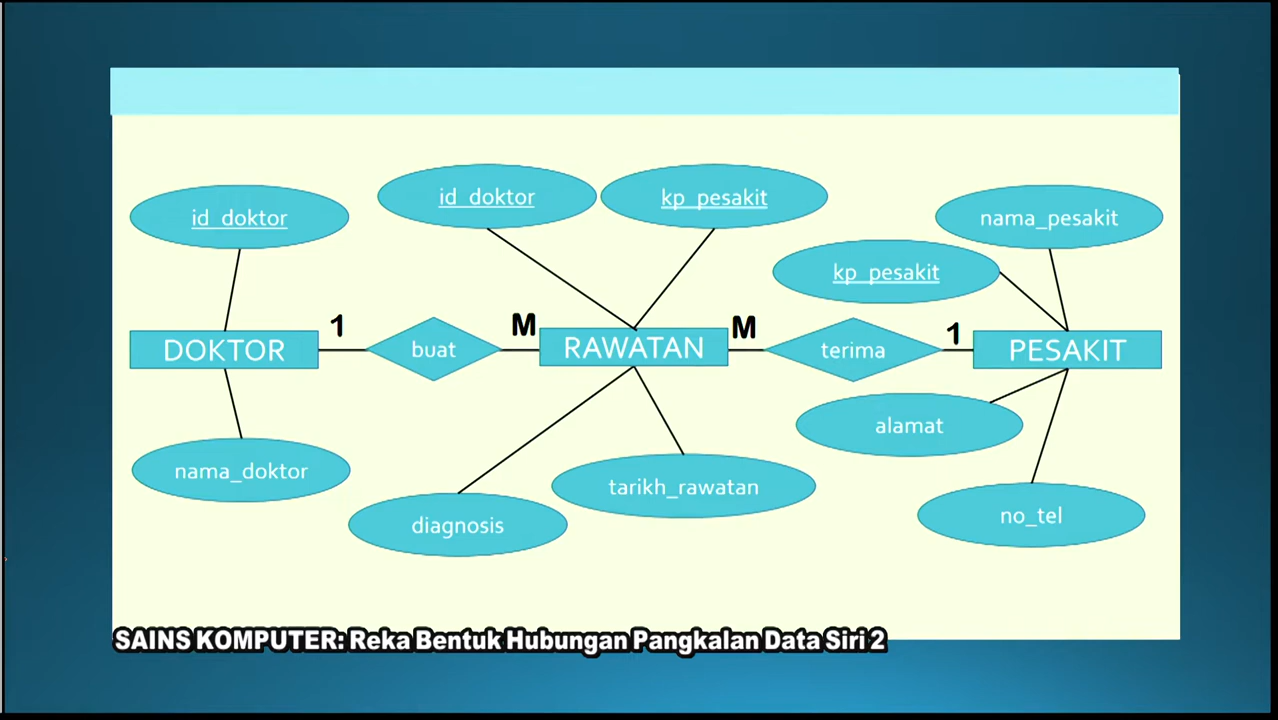 id_doktor
kp_pesakit
id_doktor
nama_pesakit
kp_pesakit
1
M
M
1
DOKTOR
buat
RAWATAN
terima
PESAKIT
alamat
nama_doktor
tarikh_rawatan
diagnosis
no_tel
SAINS KOMPUTER: Reka Bentuk Hubungan Pangkalan Data Siri 2